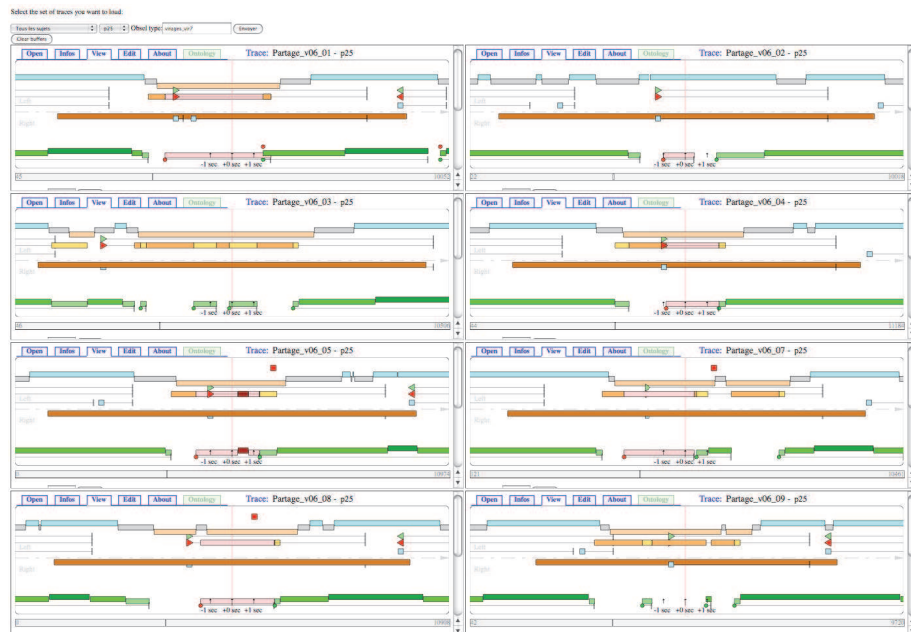 Select the set of traces you want to load:
Tous les sujets p25 Obsel type: Envoyer
Clear buffers
Open Infos View Edit About Ontology Trace: Partage_v06_01 - p25
Left
Right
-1 sec +0 sec +1 sec
Open Infos View Edit About Ontology Trace: Partage_v06_02 - p25
Left
Right
-1 sec +0 sec +1 sec
Open Infos View Edit About Ontology Trace: Partage_v06_03 - p25
Left
Right
-1 sec +0 sec +1 sec
Open Infos View Edit About Ontology Trace: Partage_v06_04 - p25
Left
Right
-1 sec +0 sec +1 sec
Open Infos View Edit About Ontology Trace: Partage_v06_05 - p25
Left
Right
-1 sec +0 sec +1 sec
Open Infos View Edit About Ontology Trace: Partage_v06_07 - p25
Left
Right
-1 sec +0 sec +1 sec
Open Infos View Edit About Ontology Trace: Partage_v06_08 - p25
Left
Right
-1 sec +0 sec +1 sec
Open Infos View Edit About Ontology Trace: Partage_v06_09 - p25
Left
Right
-1 sec +0 sec +1 sec